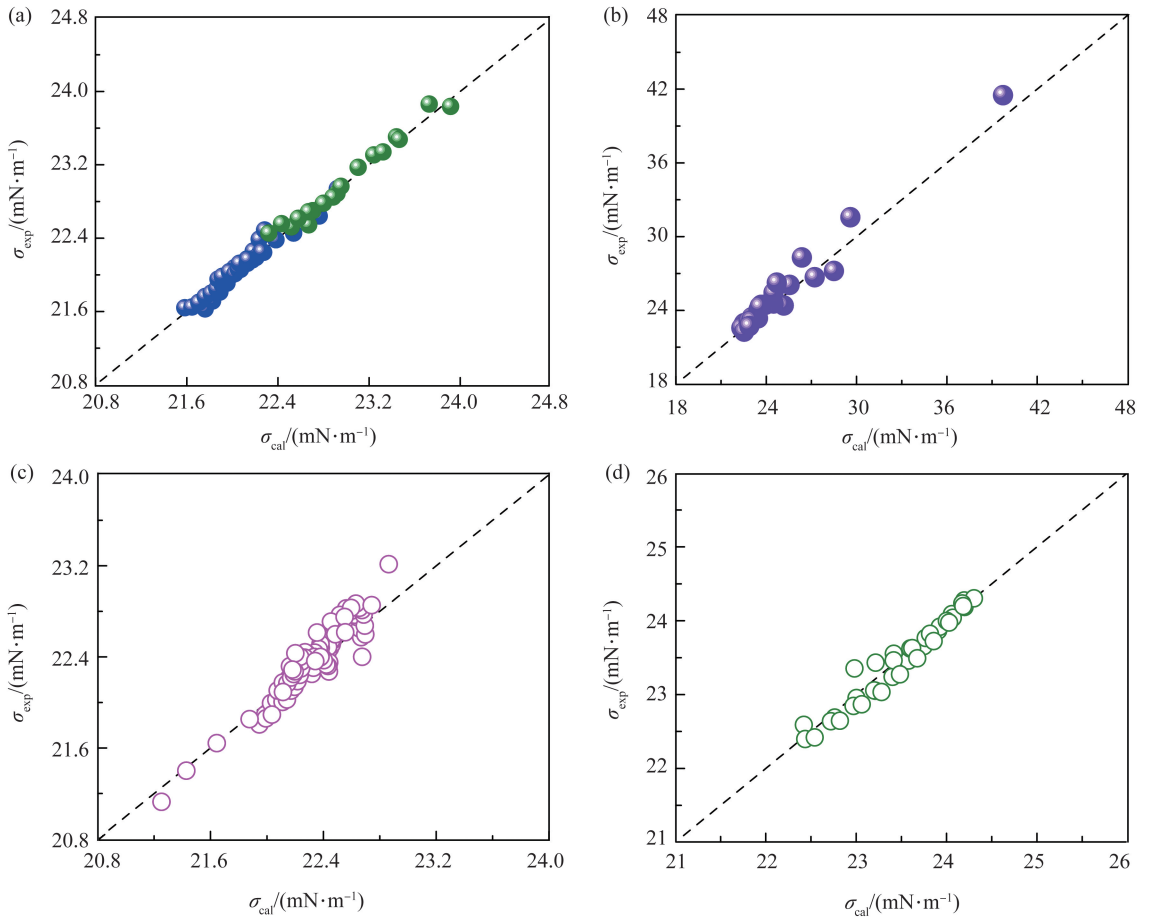 (a)
24.8
24.0
23.2
22.4
21.6
20.8
σexp/(mN·m⁻¹)
20.8 21.6 22.4 23.2 24.0 24.8
σcal/(mN·m⁻¹)
(b)
48
42
36
30
24
18
σexp/(mN·m⁻¹)
18 24 30 36 42 48
σcal/(mN·m⁻¹)
(c)
24.0
23.2
22.4
21.6
20.8
σexp/(mN·m⁻¹)
20.8 21.6 22.4 23.2 24.0
σcal/(mN·m⁻¹)
(d)
26
25
24
23
22
21
σexp/(mN·m⁻¹)
21 22 23 24 25 26
σcal/(mN·m⁻¹)